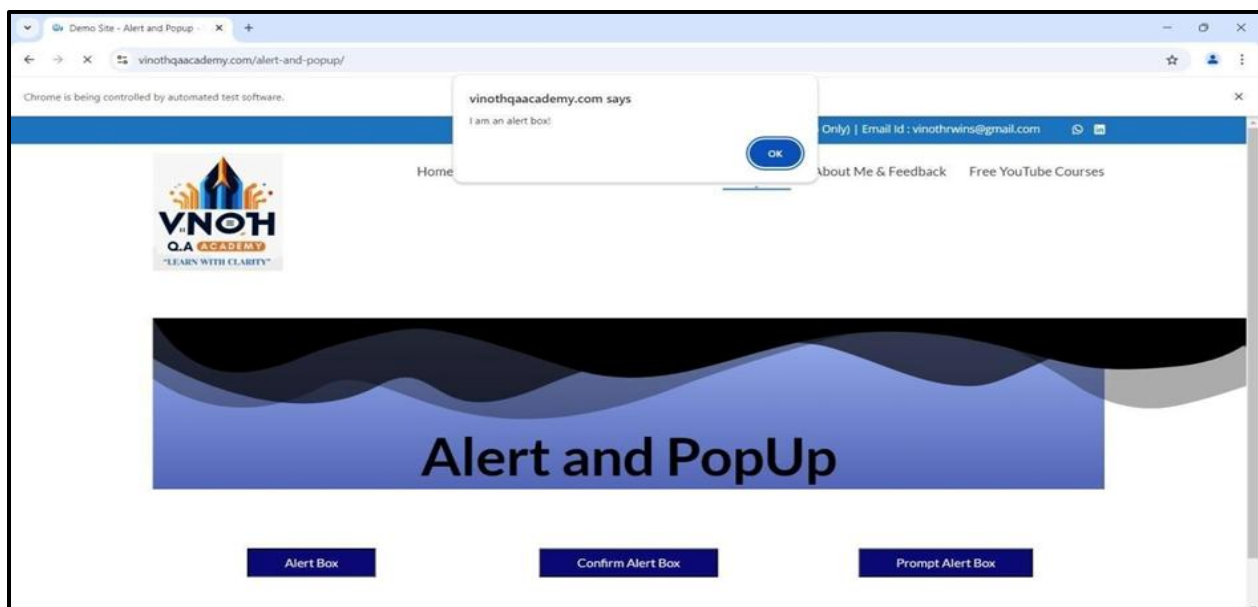 Demo Site - Alert and Popup -
vinothqaacademy.com/alert-and-popup/
Chrome is being controlled by automated test software.
vinothqaacademy.com says
I am an alert box!
OK
Only) | Email Id : vinothrwins@gmail.com
Home
About Me & Feedback
Free YouTube Courses
VNOH
Q.A ACADEMY
"LEARN WITH CLARITY"
Alert and PopUp
Alert Box
Confirm Alert Box
Prompt Alert Box